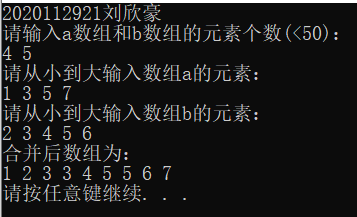 2020112921刘欣豪
请输入a数组和b数组的元素个数(<50):
4 5
请从小到大输入数组a的元素:
1 3 5 7
请从小到大输入数组b的元素:
2 3 4 5 6
合并后数组为:
1 2 3 3 4 5 5 6 7
请按任意键继续. . .